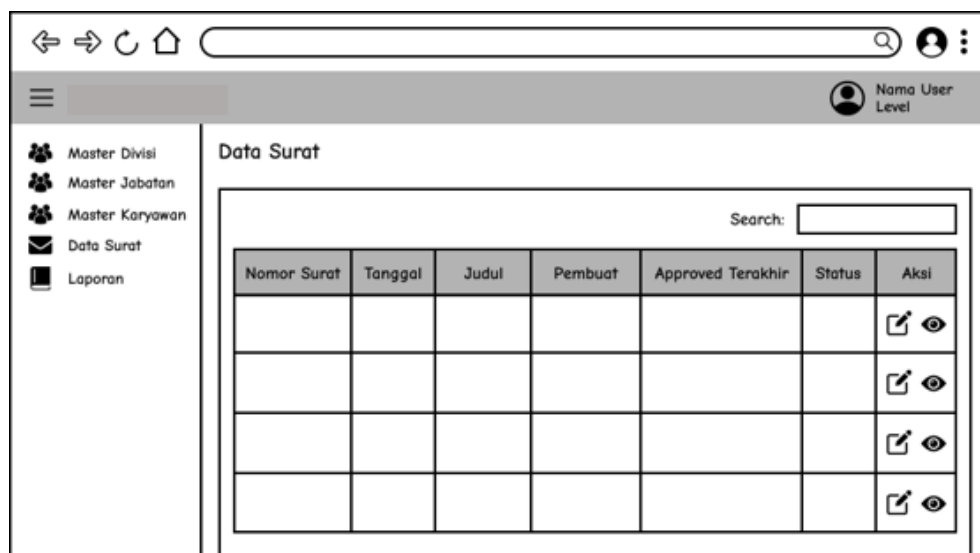 Nama User
Level
Master Divisi
Master Jabatan
Master Karyawan
Data Surat
Laporan
Data Surat
Search:
Nomor Surat Tanggal Judul Pembuat Approved Terakhir Status Aksi